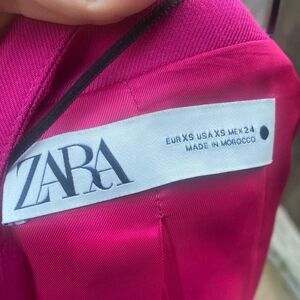 ZARA
EUR XS USA XS MEX 24
MADE IN MOROCCO